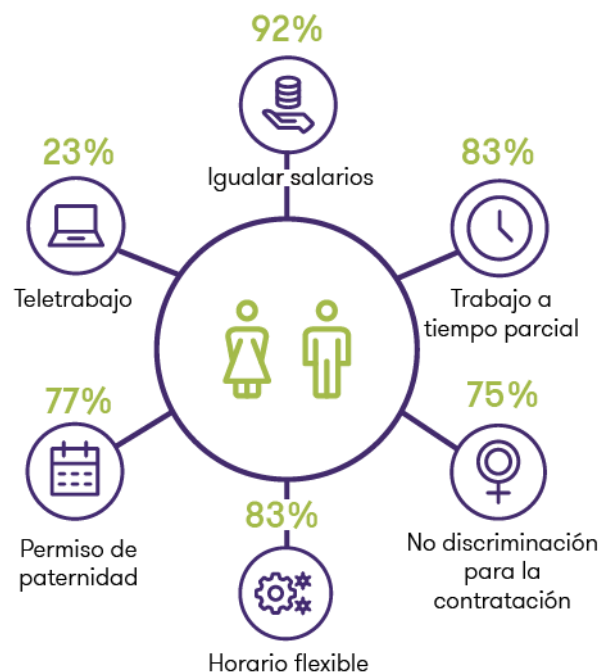 92%
Igualar salarios
83%
Trabajo a
tiempo parcial
75%
No discriminación
para la
contratación
83%
Horario flexible
77%
Permiso de
paternidad
23%
Teletrabajo